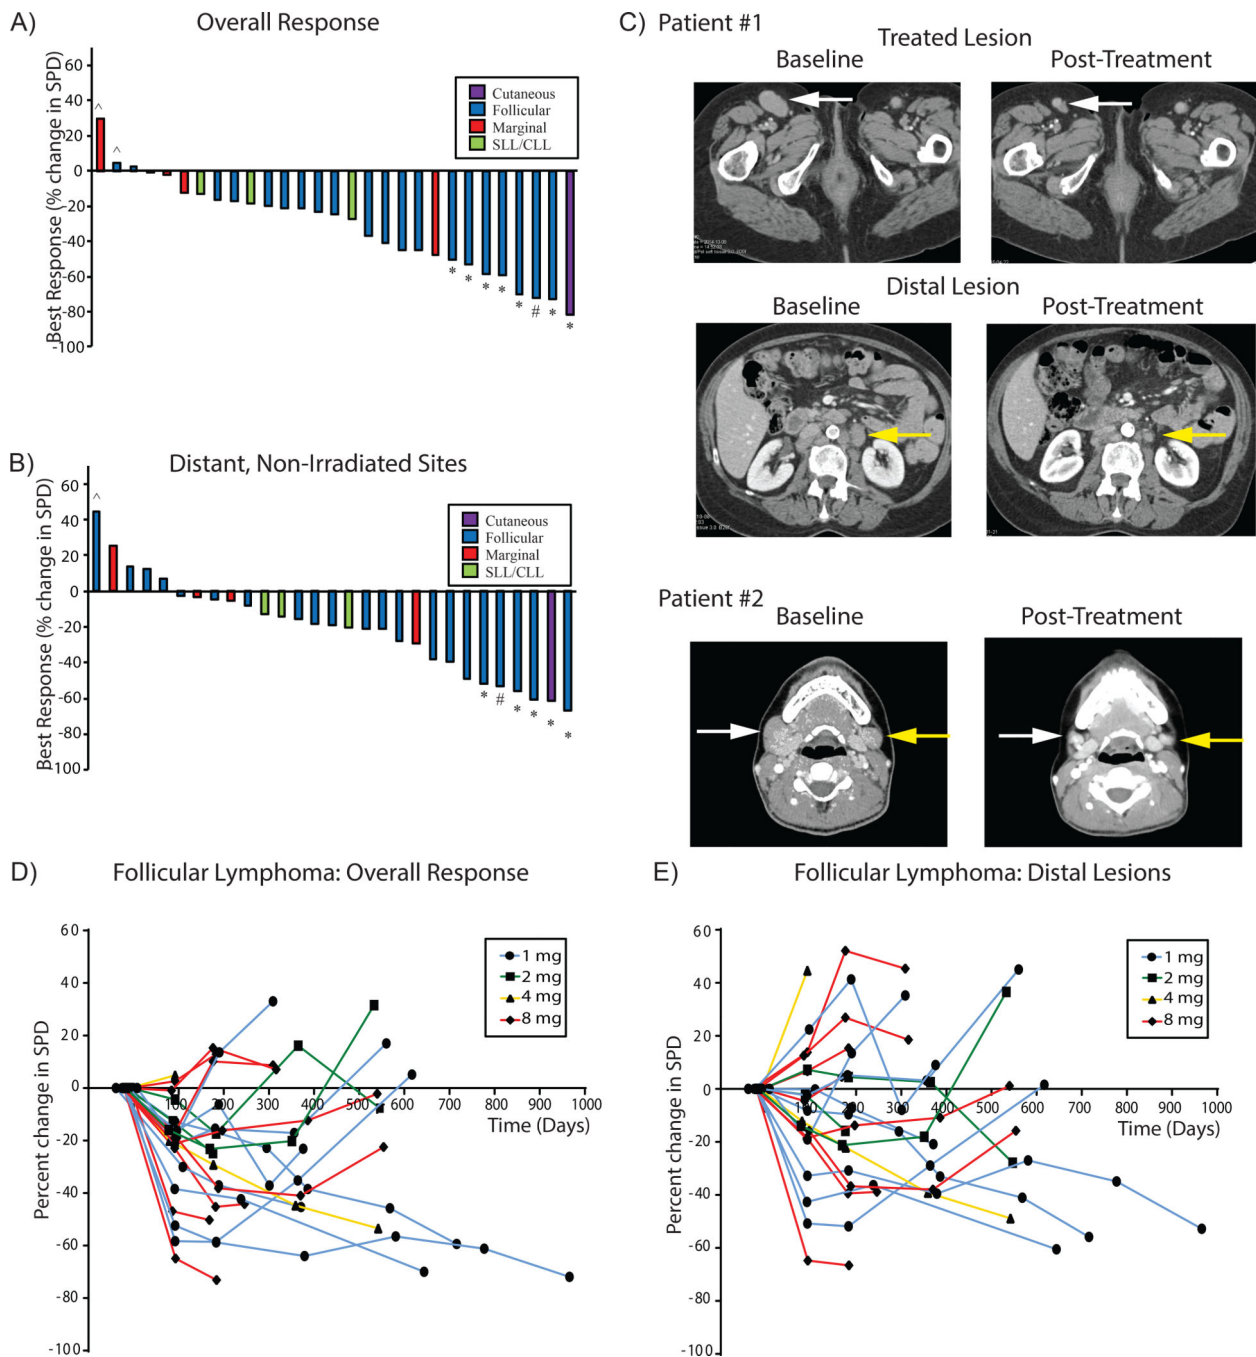 A)
Overall Response
Best Response (% change in SPD)
60
40
20
0
-20
-40
-60
-80
-100
^
^
* * * * * # * *
Cutaneous
Follicular
Marginal
SLL/CLL
B)
Distant, Non-Irradiated Sites
Best Response (% change in SPD)
60
40
20
0
-20
-40
-60
-80
-100
^
* # * * * *
Cutaneous
Follicular
Marginal
SLL/CLL
C) Patient #1
Treated Lesion
Baseline Post-Treatment
Distal Lesion
Baseline Post-Treatment
Patient #2
Baseline Post-Treatment
D) Follicular Lymphoma: Overall Response
Percent change in SPD
60
40
20
0
-20
-40
-60
-80
-100
100 200 300 400 500 600 700 800 900 1000
Time (Days)
1 mg
2 mg
4 mg
8 mg
E) Follicular Lymphoma: Distal Lesions
Percent change in SPD
60
40
20
0
-20
-40
-60
-80
-100
100 200 300 400 500 600 700 800 900 1000
Time (Days)
1 mg
2 mg
4 mg
8 mg